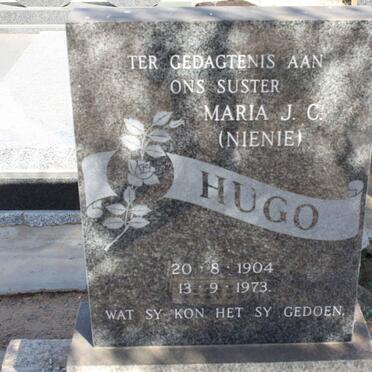 TER GEDAGTENIS AAN
ONS SUSTER
MARIA J. C.
(NIENIE)
HUGO
20 · 8 · 1904
13 · 9 · 1973.
WAT SY KON HET SY GEDOEN.